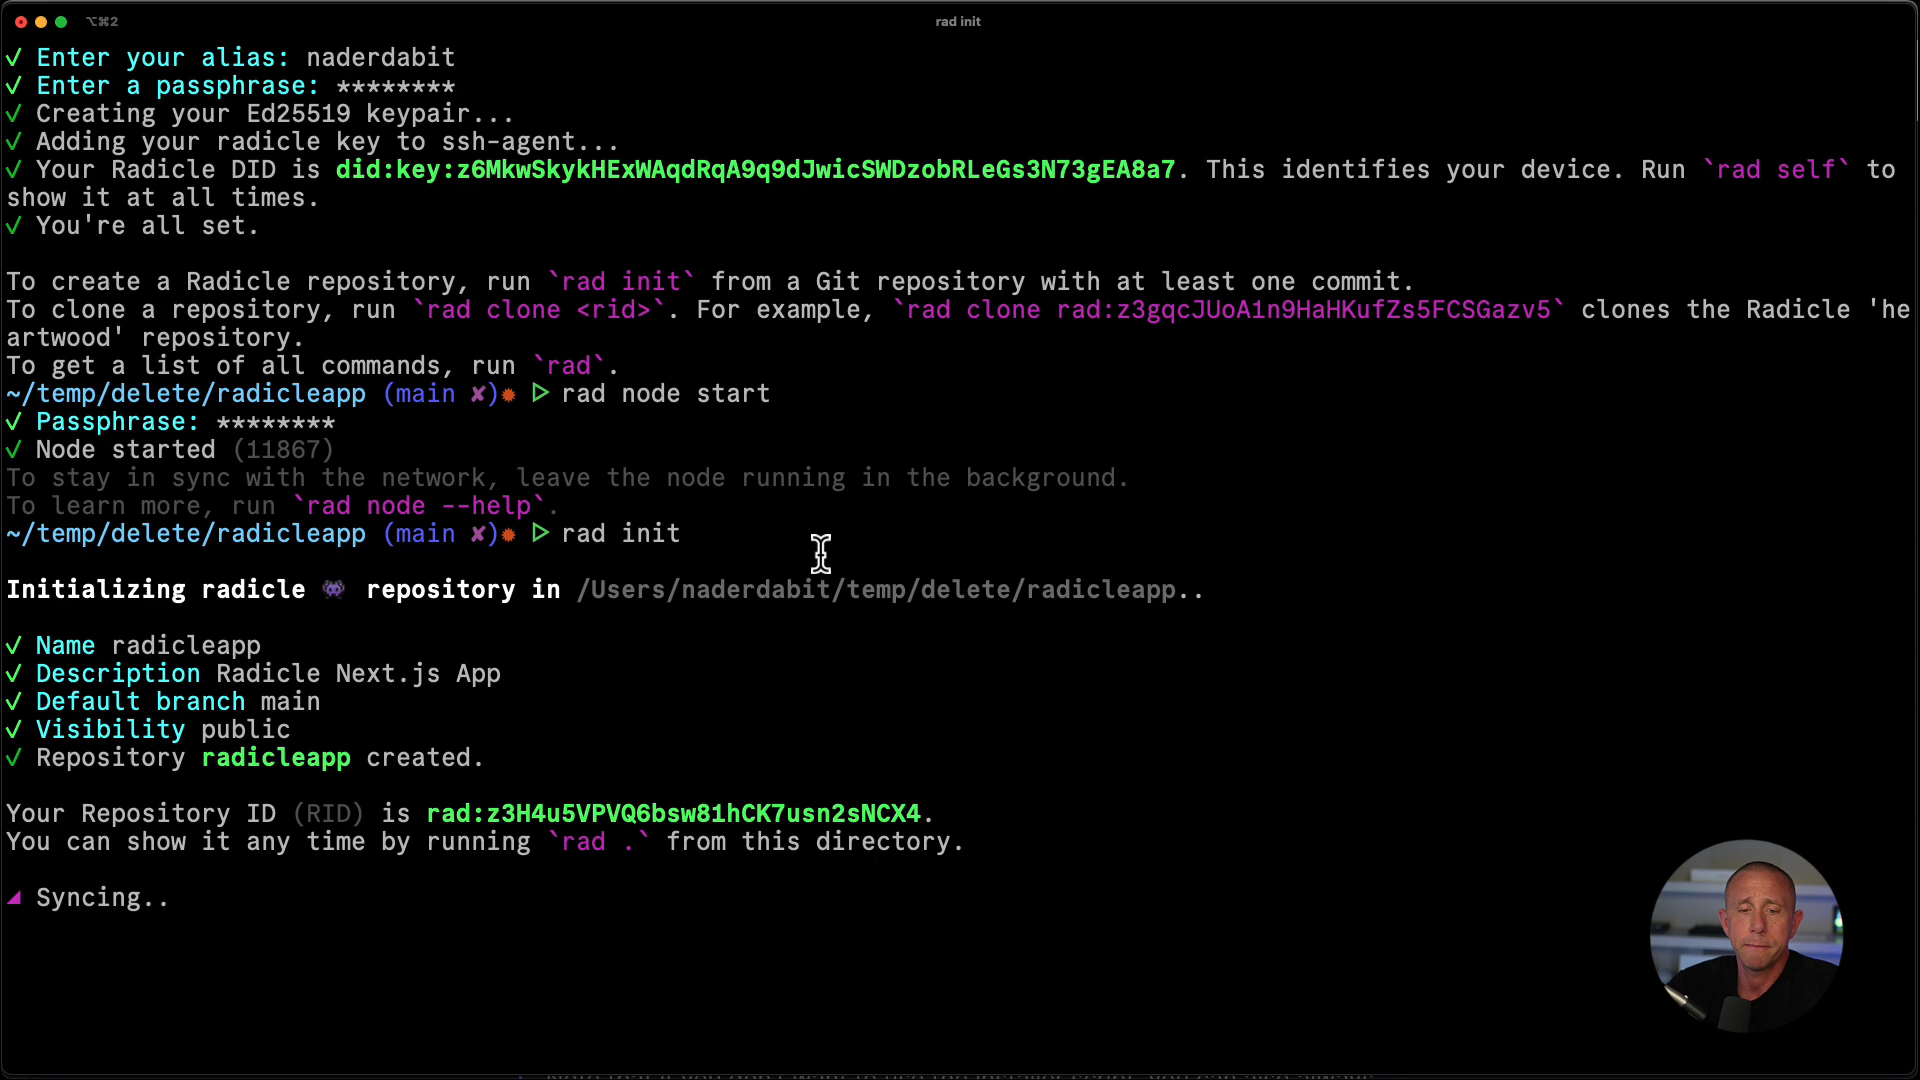 ⌥⌘2
rad init
✓ Enter your alias: naderdabit
✓ Enter a passphrase: ********
✓ Creating your Ed25519 keypair...
✓ Adding your radicle key to ssh-agent...
✓ Your Radicle DID is did:key:z6MkwSkykHExWAqdRqA9q9dJwicSWDzobRLeGs3N73gEA8a7. This identifies your device. Run `rad self` to
show it at all times.
✓ You're all set.
To create a Radicle repository, run `rad init` from a Git repository with at least one commit.
To clone a repository, run `rad clone <rid>`. For example, `rad clone rad:z3gqcJUoA1n9HaHKufZs5FCSGazv5` clones the Radicle 'he
artwood' repository.
To get a list of all commands, run `rad`.
~/temp/delete/radicleapp (main ✘)✹ ▷ rad node start
✓ Passphrase: ********
✓ Node started (11867)
To stay in sync with the network, leave the node running in the background.
To learn more, run `rad node --help`.
~/temp/delete/radicleapp (main ✘)✹ ▷ rad init
Initializing radicle 👾 repository in /Users/naderdabit/temp/delete/radicleapp..
✓ Name radicleapp
✓ Description Radicle Next.js App
✓ Default branch main
✓ Visibility public
✓ Repository radicleapp created.
Your Repository ID (RID) is rad:z3H4u5VPVQ6bsw81hCK7usn2sNCX4.
You can show it any time by running `rad .` from this directory.
◢ Syncing..